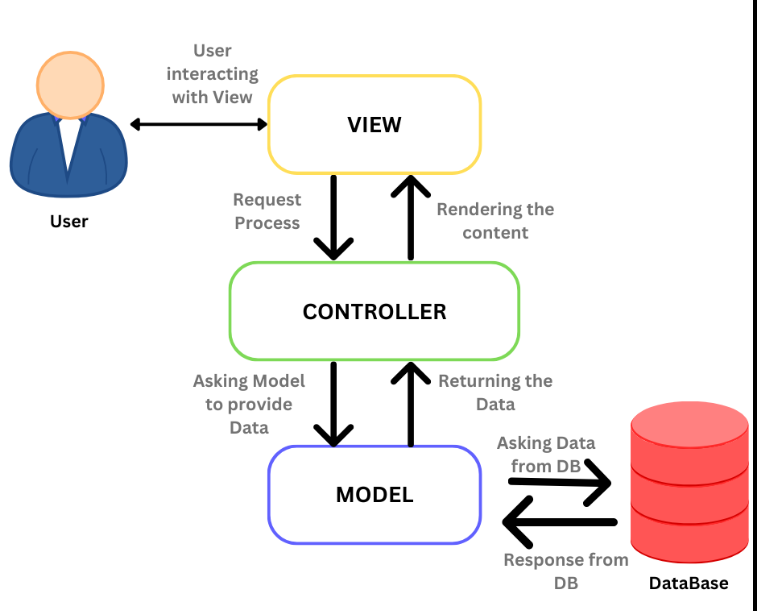 User
interacting
with View
VIEW
User
Request
Process
Rendering the
content
CONTROLLER
Asking Model
to provide
Data
Returning the
Data
MODEL
Asking Data
from DB
Response from
DB
DataBase